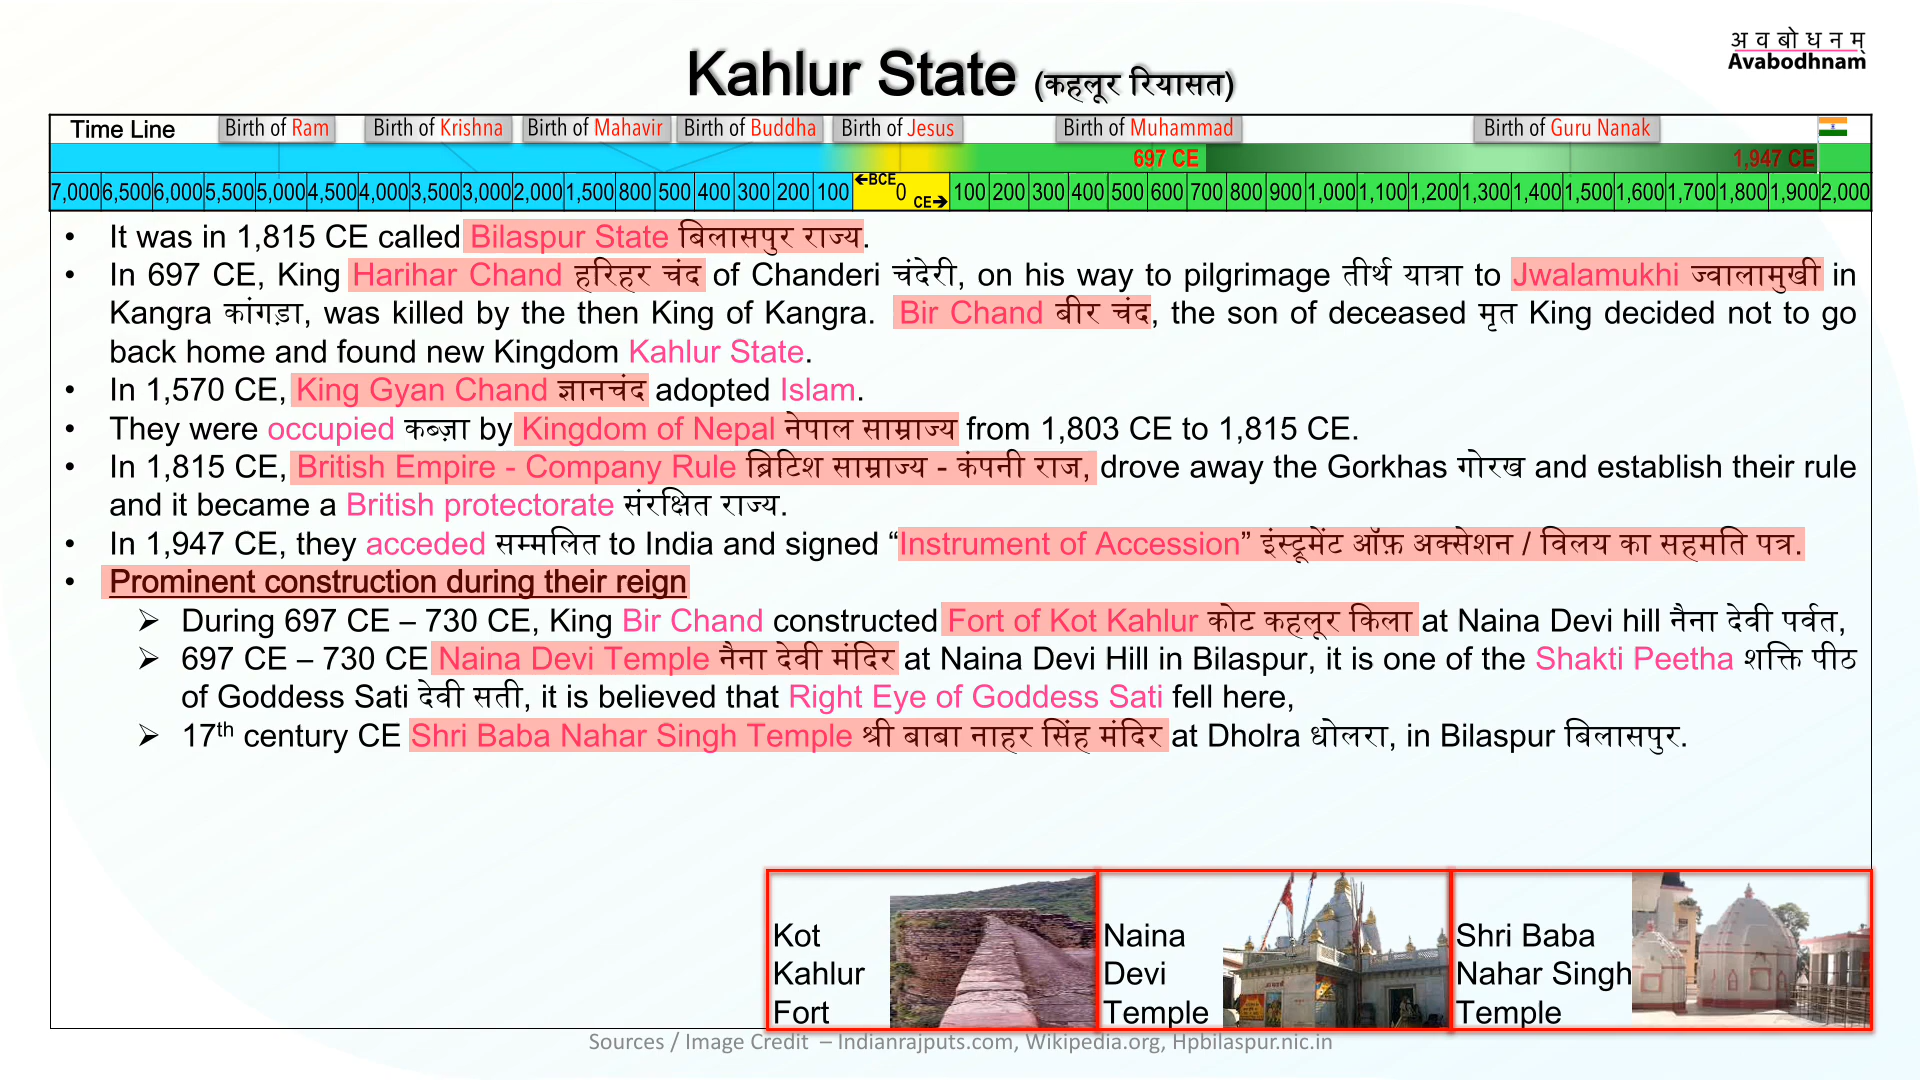 अ व बो ध न म्
Avabodhnam
Kahlur State (कहलूर रियासत)
Time Line
Birth of Ram
Birth of Krishna
Birth of Mahavir
Birth of Buddha
Birth of Jesus
Birth of Muhammad
Birth of Guru Nanak
697 CE
1,947 CE
7,000 6,500 6,000 5,500 5,000 4,500 4,000 3,500 3,000 2,000 1,500 800 500 400 300 200 100 ←BCE 0 CE→ 100 200 300 400 500 600 700 800 900 1,000 1,100 1,200 1,300 1,400 1,500 1,600 1,700 1,800 1,900 2,000
• It was in 1,815 CE called Bilaspur State बिलासपुर राज्य.
• In 697 CE, King Harihar Chand हरिहर चंद of Chanderi चंदेरी, on his way to pilgrimage तीर्थ यात्रा to Jwalamukhi ज्वालामुखी in
Kangra कांगड़ा, was killed by the then King of Kangra. Bir Chand बीर चंद, the son of deceased मृत King decided not to go
back home and found new Kingdom Kahlur State.
• In 1,570 CE, King Gyan Chand ज्ञानचंद adopted Islam.
• They were occupied कब्ज़ा by Kingdom of Nepal नेपाल साम्राज्य from 1,803 CE to 1,815 CE.
• In 1,815 CE, British Empire - Company Rule ब्रिटिश साम्राज्य - कंपनी राज, drove away the Gorkhas गोरख and establish their rule
and it became a British protectorate संरक्षित राज्य.
• In 1,947 CE, they acceded सम्मलित to India and signed “Instrument of Accession” इंस्ट्रूमेंट ऑफ़ अक्सेशन / विलय का सहमति पत्र.
• Prominent construction during their reign
➢ During 697 CE – 730 CE, King Bir Chand constructed Fort of Kot Kahlur कोट कहलूर किला at Naina Devi hill नैना देवी पर्वत,
➢ 697 CE – 730 CE Naina Devi Temple नैना देवी मंदिर at Naina Devi Hill in Bilaspur, it is one of the Shakti Peetha शक्ति पीठ
of Goddess Sati देवी सती, it is believed that Right Eye of Goddess Sati fell here,
➢ 17th century CE Shri Baba Nahar Singh Temple श्री बाबा नाहर सिंह मंदिर at Dholra धोलरा, in Bilaspur बिलासपुर.
Kot
Kahlur
Fort
Naina
Devi
Temple
Shri Baba
Nahar Singh
Temple
Sources / Image Credit – Indianrajputs.com, Wikipedia.org, Hpbilaspur.nic.in